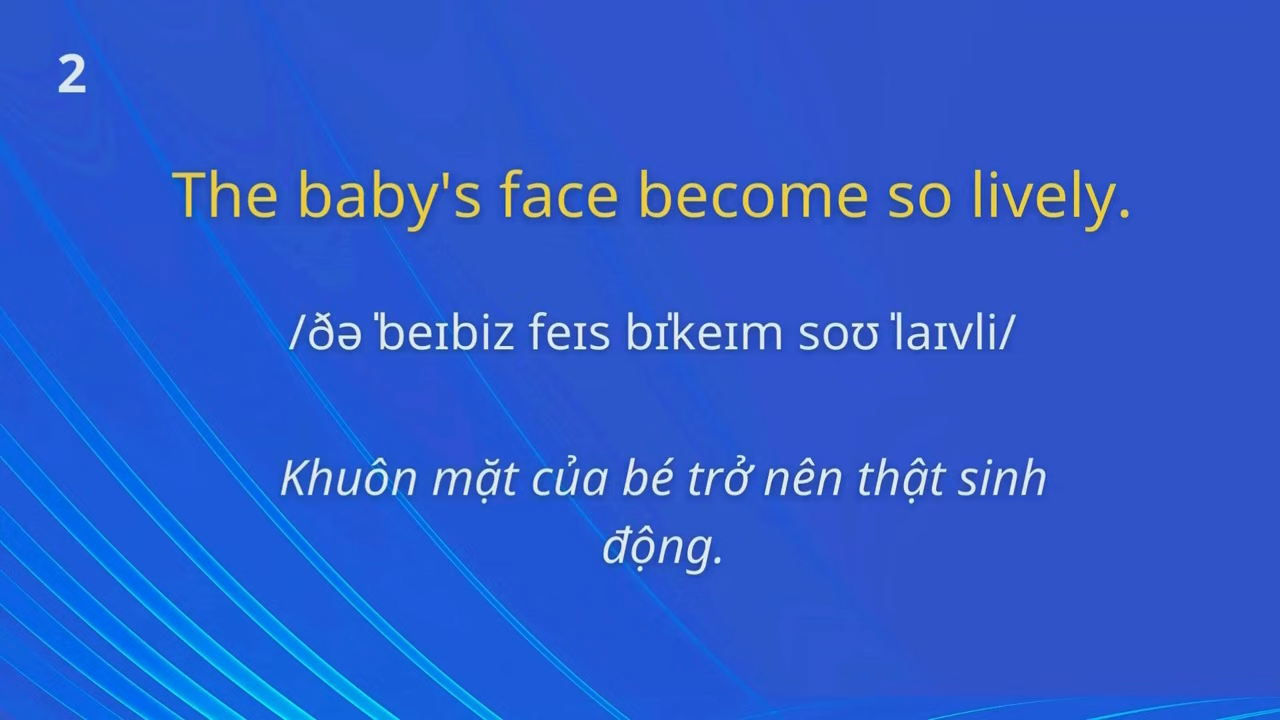 2
The baby's face become so lively.
/ðə ˈbeɪbiz feɪs bɪˈkeɪm soʊ ˈlaɪvli/
Khuôn mặt của bé trở nên thật sinh
động.